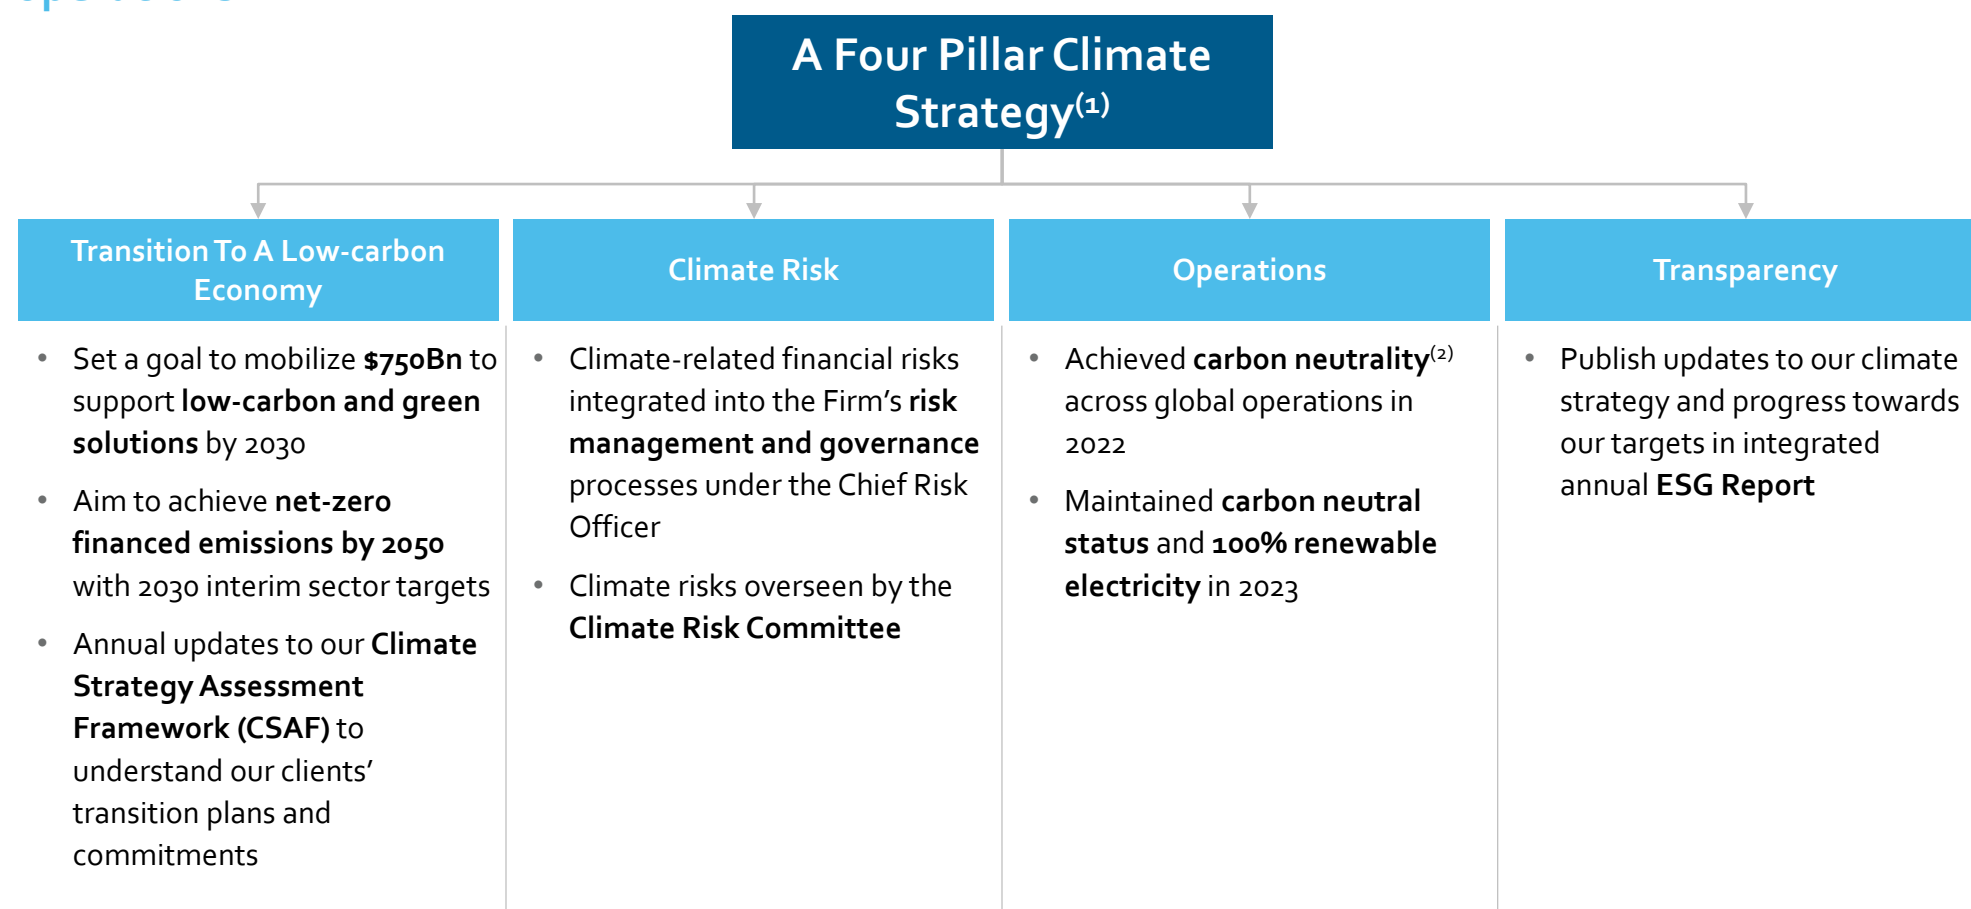 A Four Pillar Climate
Strategy(1)
Transition To A Low-carbon
Economy
• Set a goal to mobilize $750Bn to
support low-carbon and green
solutions by 2030
• Aim to achieve net-zero
financed emissions by 2050
with 2030 interim sector targets
• Annual updates to our Climate
Strategy Assessment
Framework (CSAF) to
understand our clients’
transition plans and
commitments
Climate Risk
• Climate-related financial risks
integrated into the Firm’s risk
management and governance
processes under the Chief Risk
Officer
• Climate risks overseen by the
Climate Risk Committee
Operations
• Achieved carbon neutrality(2)
across global operations in
2022
• Maintained carbon neutral
status and 100% renewable
electricity in 2023
Transparency
• Publish updates to our climate
strategy and progress towards
our targets in integrated
annual ESG Report